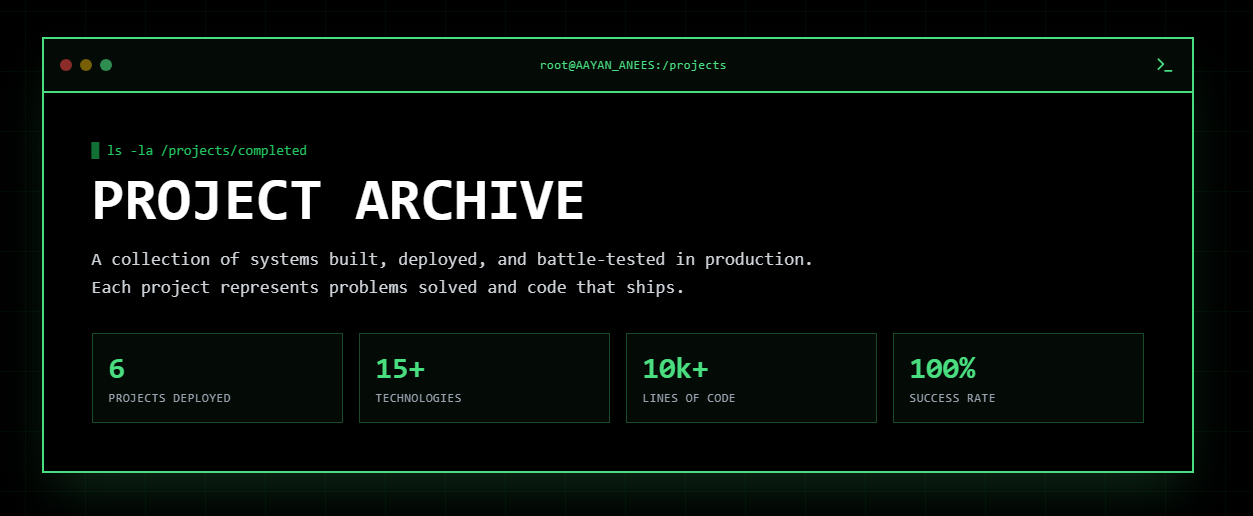 root@AAYAN_ANEES:/projects
ls -la /projects/completed
PROJECT ARCHIVE
A collection of systems built, deployed, and battle-tested in production.
Each project represents problems solved and code that ships.
6
PROJECTS DEPLOYED
15+
TECHNOLOGIES
10k+
LINES OF CODE
100%
SUCCESS RATE